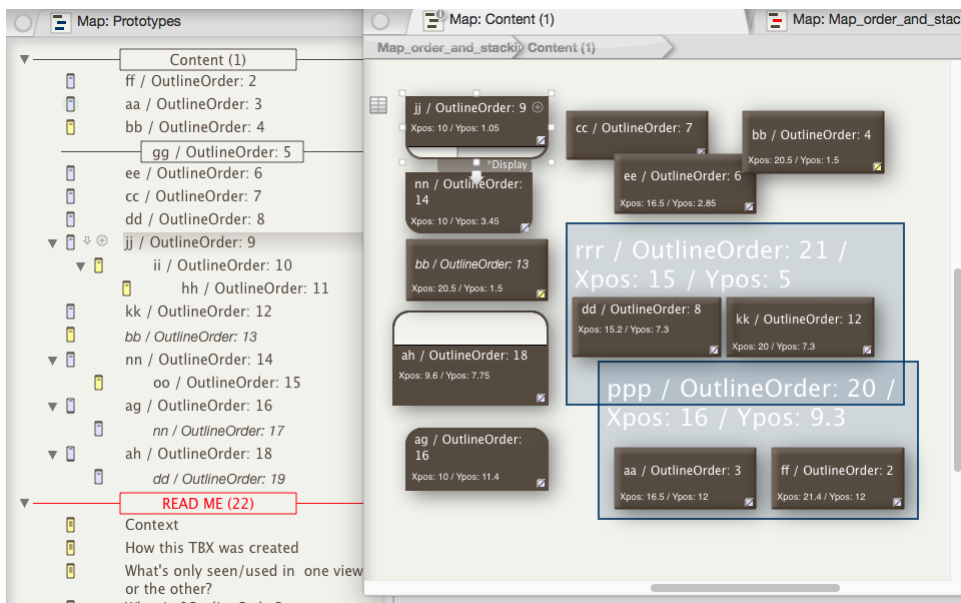 Map: Prototypes
Content (1)
ff / OutlineOrder: 2
aa / OutlineOrder: 3
bb / OutlineOrder: 4
gg / OutlineOrder: 5
ee / OutlineOrder: 6
cc / OutlineOrder: 7
dd / OutlineOrder: 8
jj / OutlineOrder: 9
ii / OutlineOrder: 10
hh / OutlineOrder: 11
kk / OutlineOrder: 12
bb / OutlineOrder: 13
nn / OutlineOrder: 14
oo / OutlineOrder: 15
ag / OutlineOrder: 16
nn / OutlineOrder: 17
ah / OutlineOrder: 18
dd / OutlineOrder: 19
READ ME (22)
Context
How this TBX was created
What's only seen/used in one view
or the other?
Map: Content (1)
Map: Map_order_and_stac
Map_order_and_stacki
Content (1)
jj / OutlineOrder: 9
Xpos: 10 / Ypos: 1.05
*Display
nn / OutlineOrder:
14
Xpos: 10 / Ypos: 3.45
bb / OutlineOrder: 13
Xpos: 20.5 / Ypos: 1.5
ah / OutlineOrder: 18
Xpos: 9.6 / Ypos: 7.75
ag / OutlineOrder:
16
Xpos: 10 / Ypos: 11.4
cc / OutlineOrder: 7
ee / OutlineOrder: 6
Xpos: 16.5 / Ypos: 2.85
bb / OutlineOrder: 4
Xpos: 20.5 / Ypos: 1.5
rrr / OutlineOrder: 21 /
Xpos: 15 / Ypos: 5
dd / OutlineOrder: 8
Xpos: 15.2 / Ypos: 7.3
kk / OutlineOrder: 12
Xpos: 20 / Ypos: 7.3
ppp / OutlineOrder: 20 /
Xpos: 16 / Ypos: 9.3
aa / OutlineOrder: 3
Xpos: 16.5 / Ypos: 12
ff / OutlineOrder: 2
Xpos: 21.4 / Ypos: 12